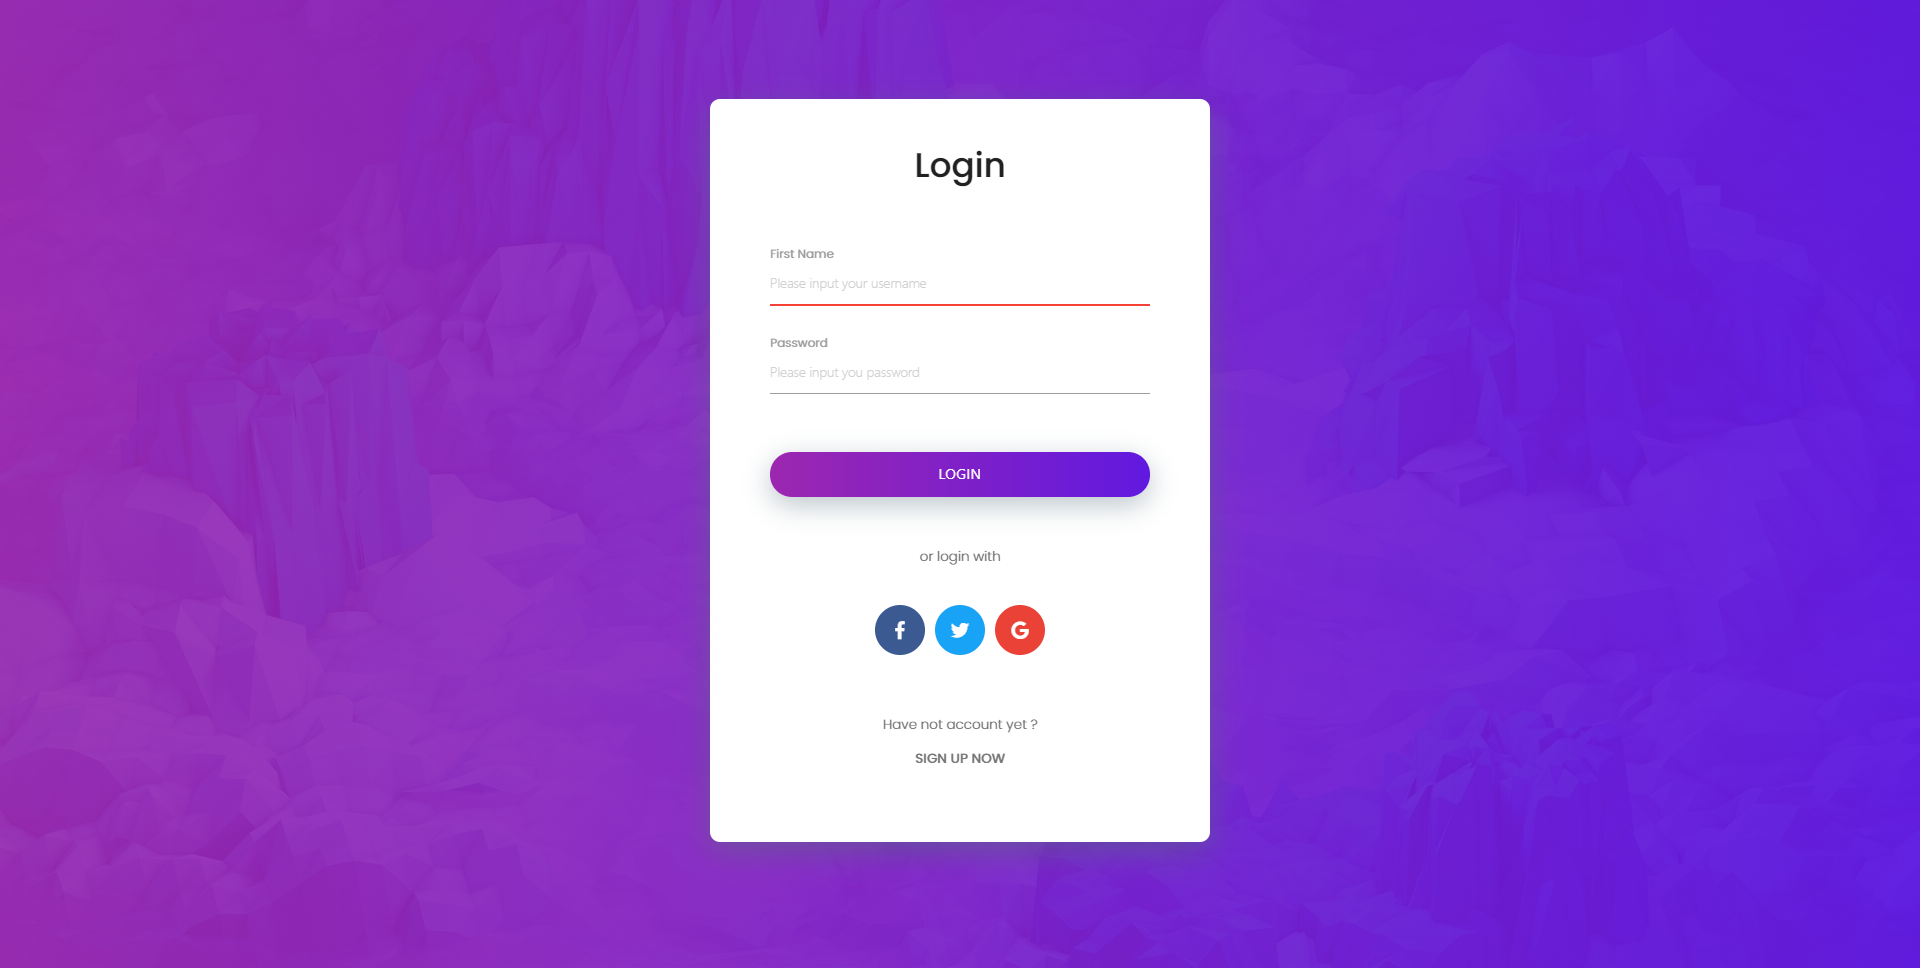 Login
First Name
Please input your username
Password
Please input you password
LOGIN
or login with
Have not account yet ?
SIGN UP NOW